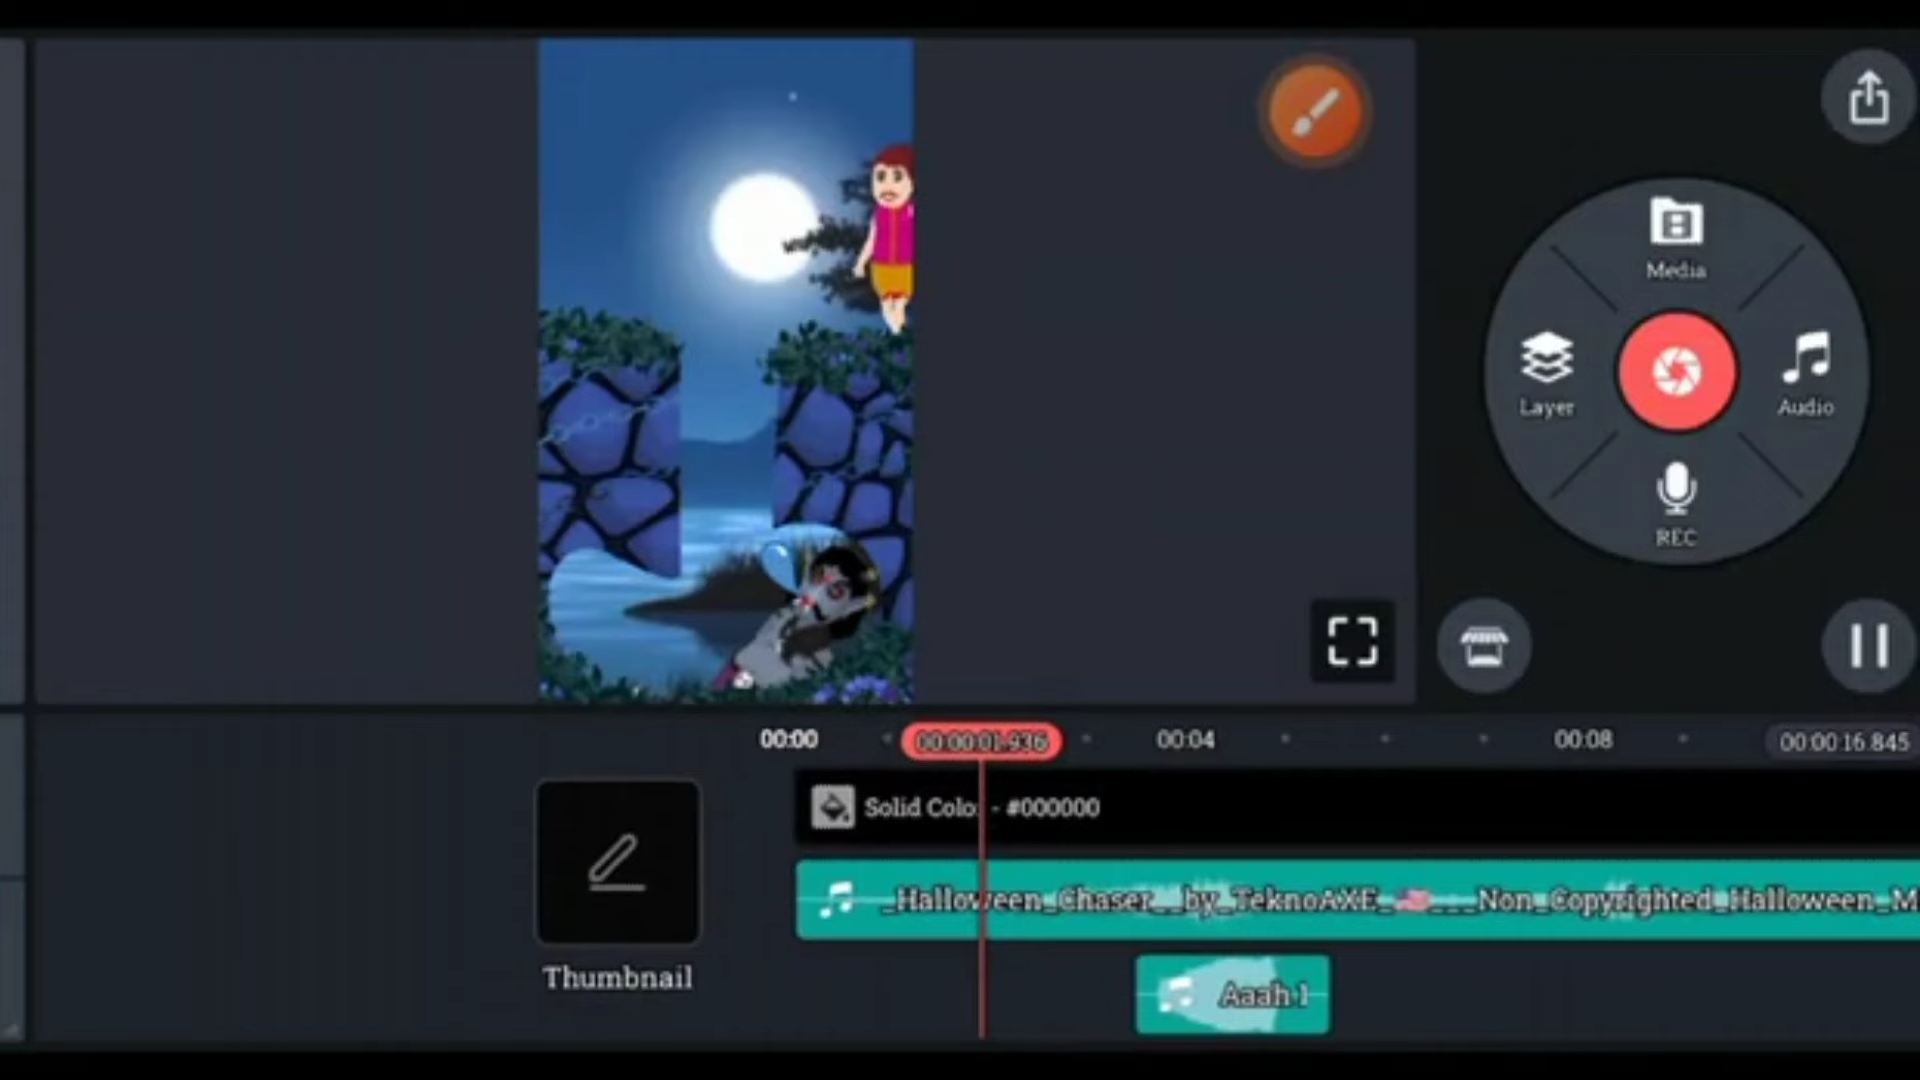 Media
Layer
Audio
REC
00:00
00:00:01.936
00:04
00:08
00:00:16.845
Solid Color - #000000
_Halloween_Chaser__by_TeknoAXE_🇺🇸___Non_Copyrighted_Halloween_M
Thumbnail
Aaah 1